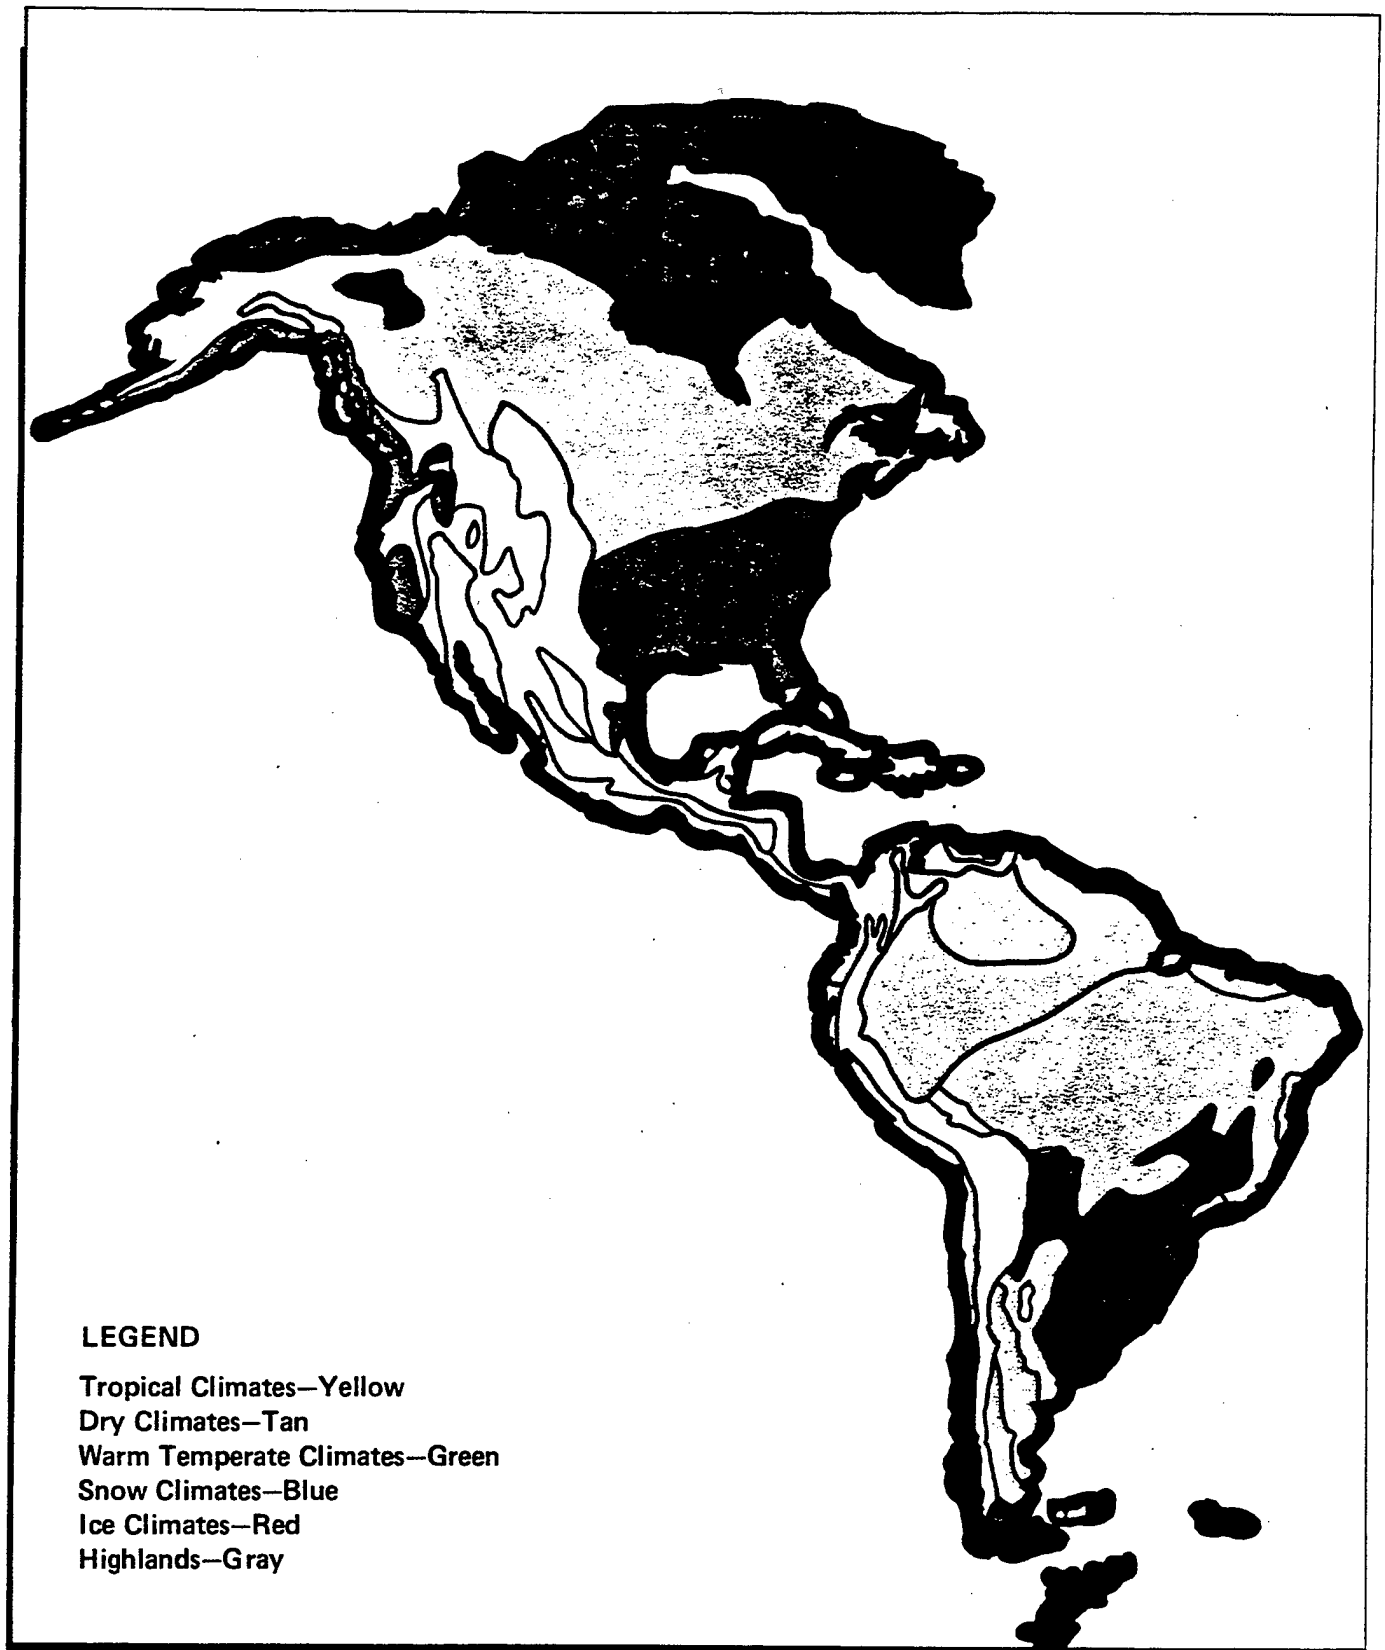 LEGEND
Tropical Climates—Yellow
Dry Climates—Tan
Warm Temperate Climates—Green
Snow Climates—Blue
Ice Climates—Red
Highlands—Gray